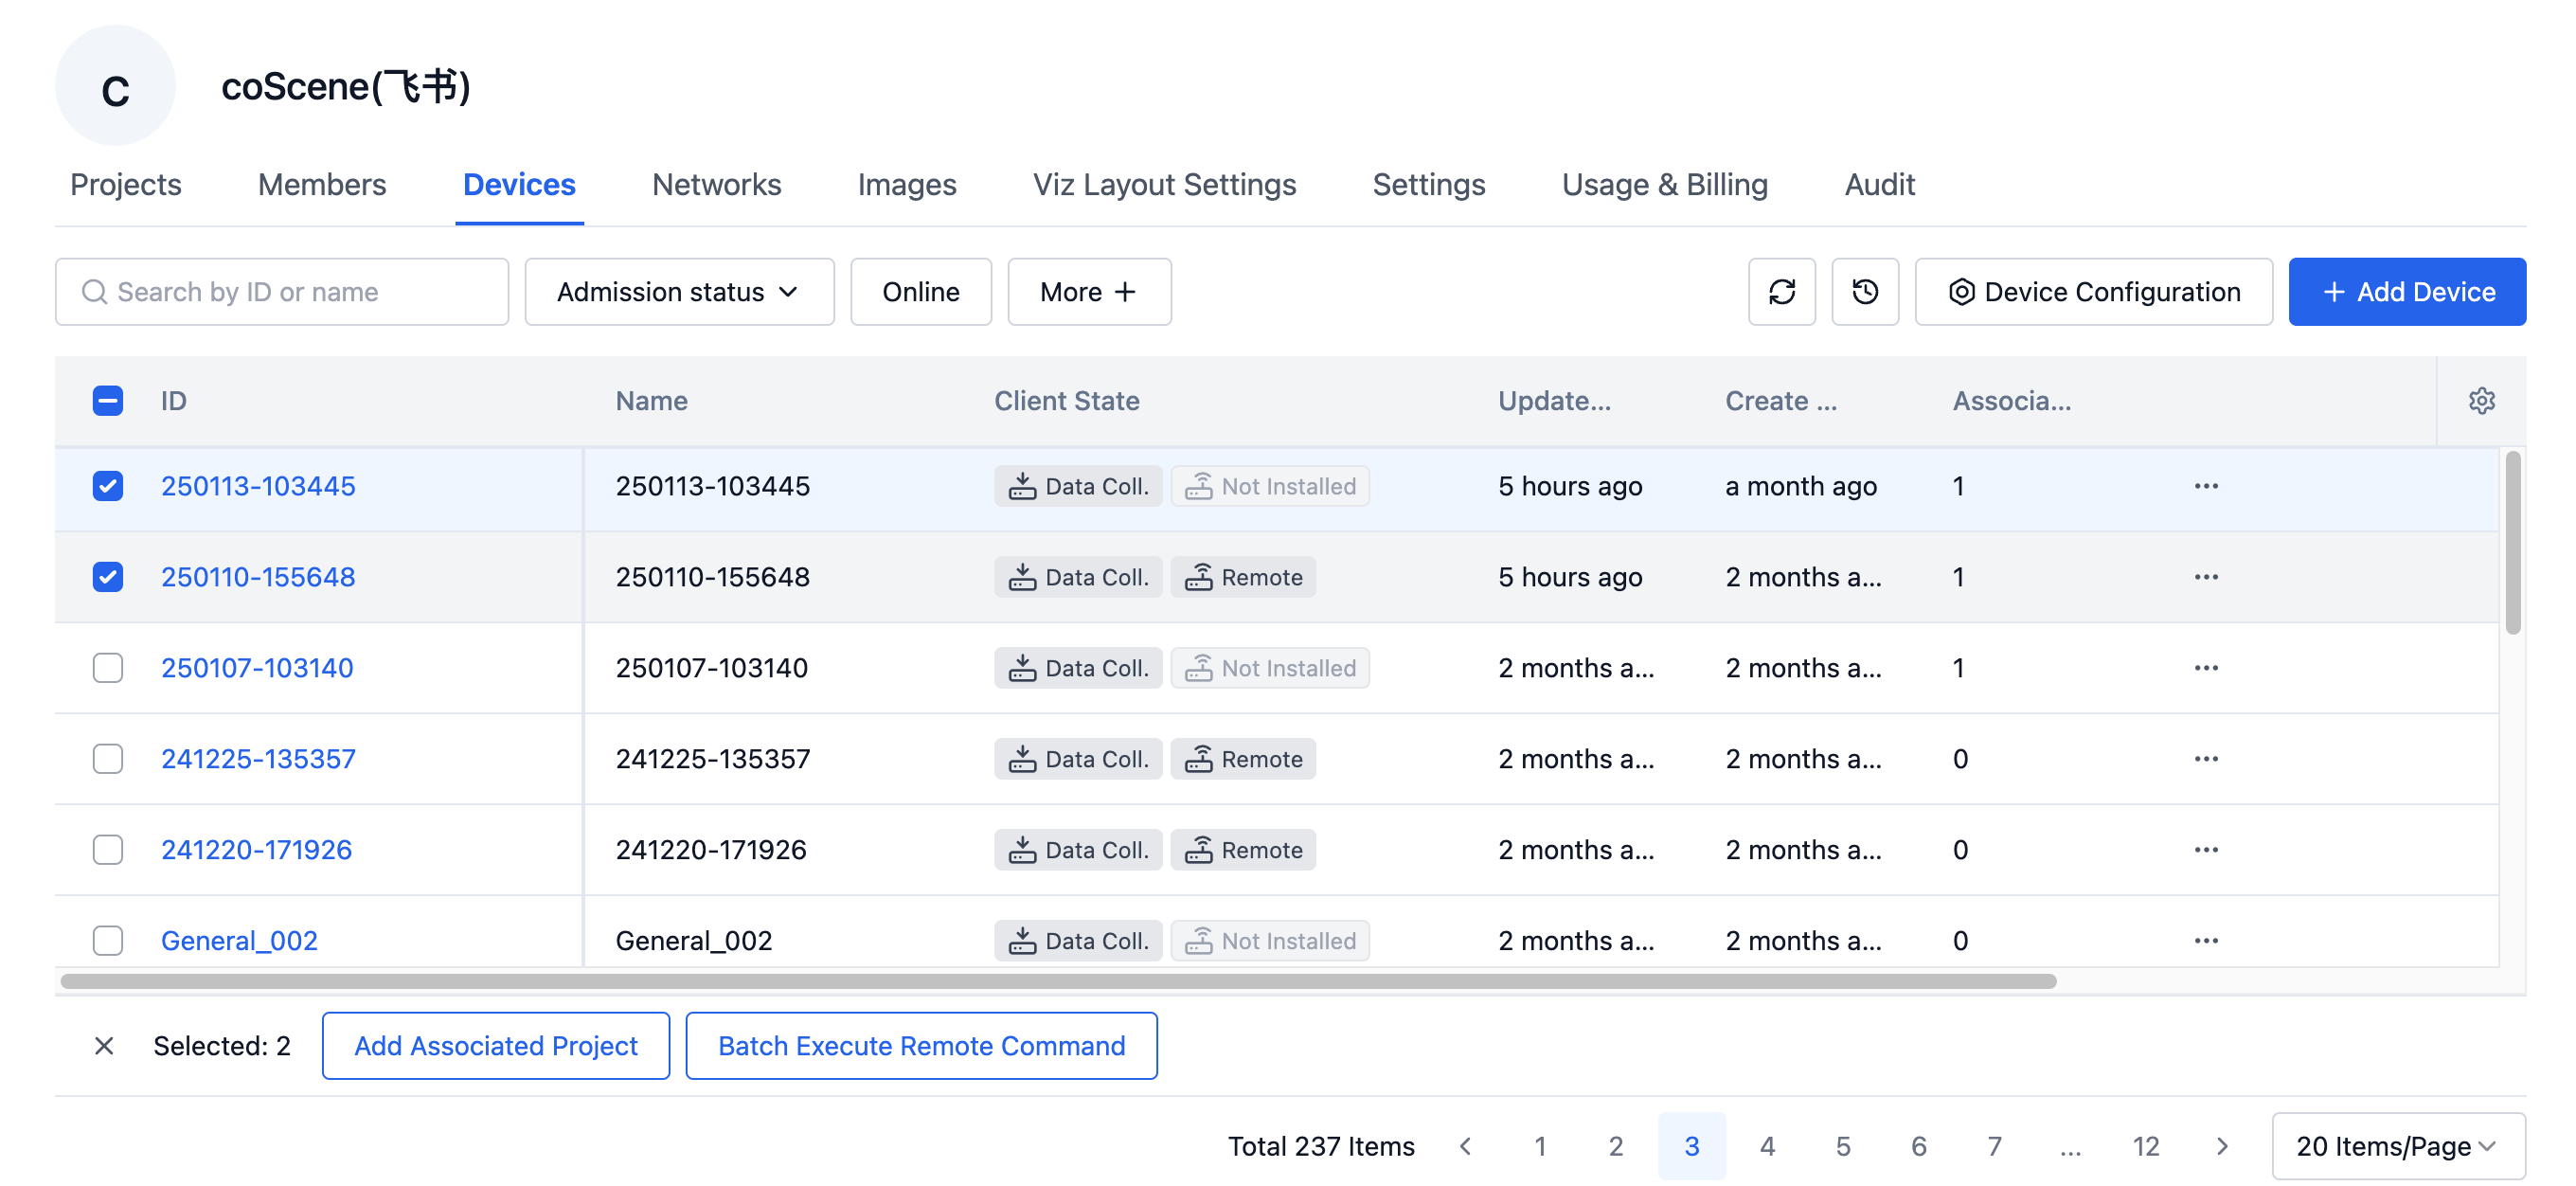 C
coScene(飞书)
Projects Members Devices Networks Images Viz Layout Settings Settings Usage & Billing Audit
Search by ID or name Admission status Online More + Device Configuration + Add Device
ID Name Client State Update... Create ... Associa...
250113-103445 250113-103445 Data Coll. Not Installed 5 hours ago a month ago 1 ...
250110-155648 250110-155648 Data Coll. Remote 5 hours ago 2 months a... 1 ...
250107-103140 250107-103140 Data Coll. Not Installed 2 months a... 2 months a... 1 ...
241225-135357 241225-135357 Data Coll. Remote 2 months a... 2 months a... 0 ...
241220-171926 241220-171926 Data Coll. Remote 2 months a... 2 months a... 0 ...
General_002 General_002 Data Coll. Not Installed 2 months a... 2 months a... 0 ...
Selected: 2 Add Associated Project Batch Execute Remote Command
Total 237 Items < 1 2 3 4 5 6 7 ... 12 > 20 Items/Page